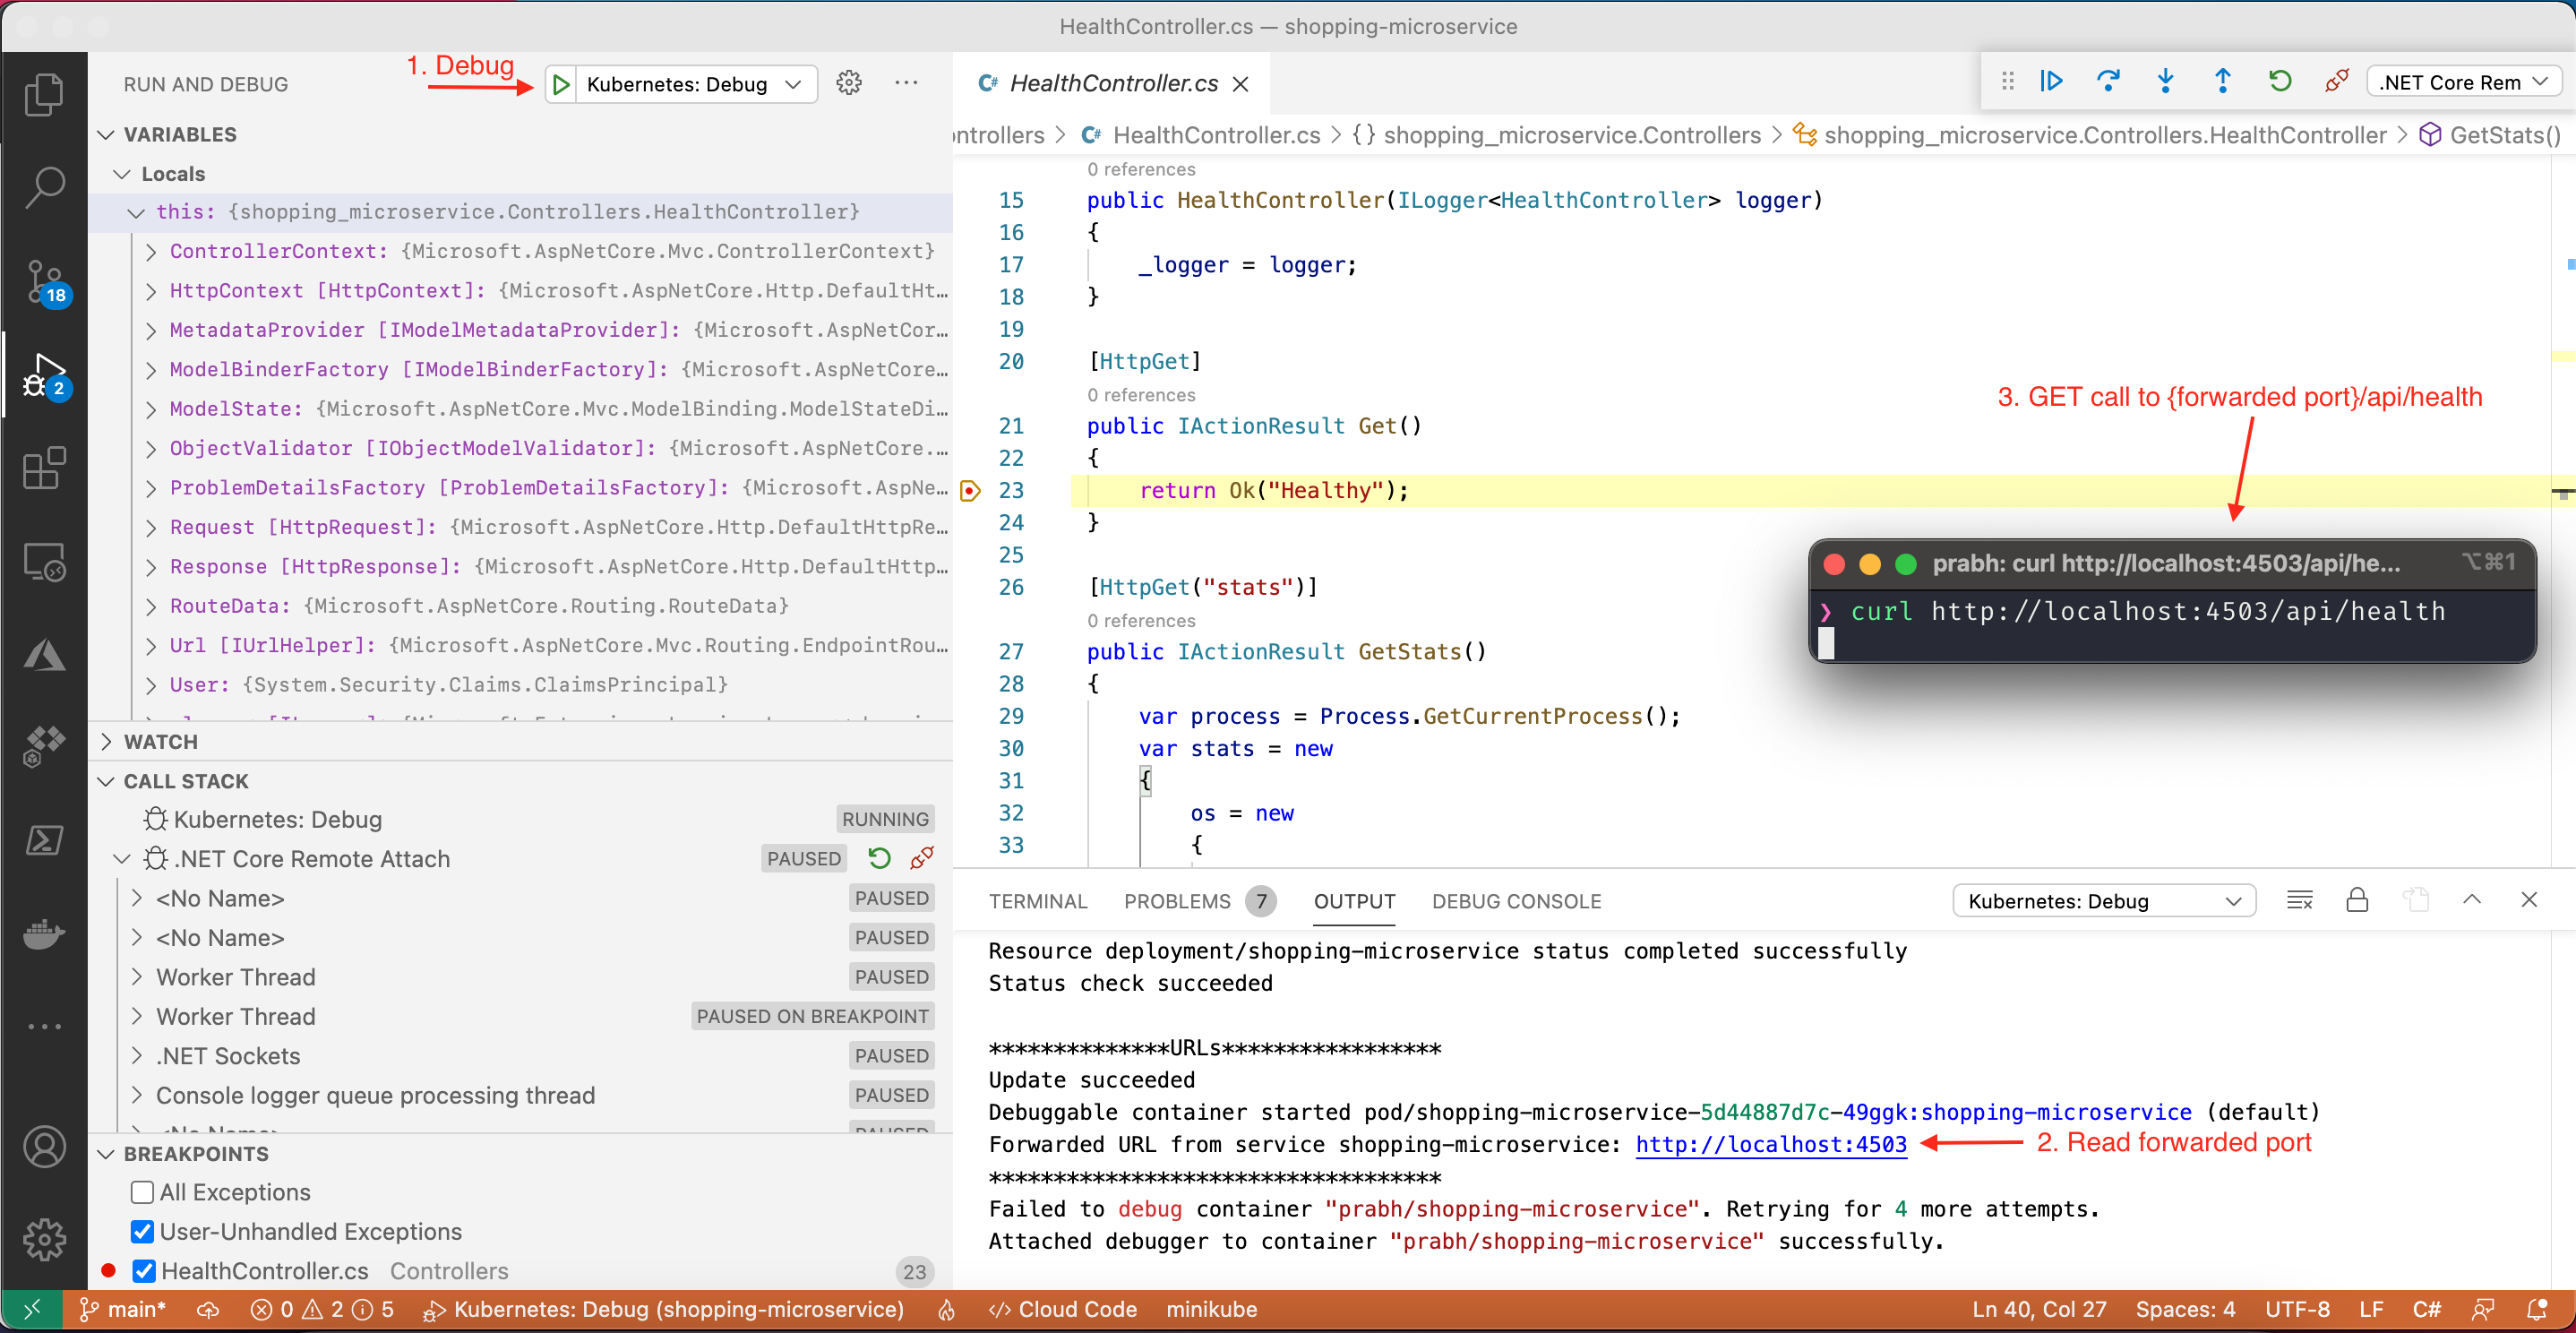 HealthController.cs — shopping-microservice
1. Debug
RUN AND DEBUG
Kubernetes: Debug
VARIABLES
Locals
this: {shopping_microservice.Controllers.HealthController}
ControllerContext: {Microsoft.AspNetCore.Mvc.ControllerContext}
HttpContext [HttpContext]: {Microsoft.AspNetCore.Http.DefaultHt…
MetadataProvider [IModelMetadataProvider]: {Microsoft.AspNetCor…
ModelBinderFactory [IModelBinderFactory]: {Microsoft.AspNetCore…
ModelState: {Microsoft.AspNetCore.Mvc.ModelBinding.ModelStateDi…
ObjectValidator [IObjectModelValidator]: {Microsoft.AspNetCore.…
ProblemDetailsFactory [ProblemDetailsFactory]: {Microsoft.AspNe…
Request [HttpRequest]: {Microsoft.AspNetCore.Http.DefaultHttpRe…
Response [HttpResponse]: {Microsoft.AspNetCore.Http.DefaultHttp…
RouteData: {Microsoft.AspNetCore.Routing.RouteData}
Url [IUrlHelper]: {Microsoft.AspNetCore.Mvc.Routing.EndpointRou…
User: {System.Security.Claims.ClaimsPrincipal}
WATCH
CALL STACK
Kubernetes: Debug RUNNING
.NET Core Remote Attach PAUSED
<No Name> PAUSED
<No Name> PAUSED
Worker Thread PAUSED
Worker Thread PAUSED ON BREAKPOINT
.NET Sockets PAUSED
Console logger queue processing thread PAUSED
BREAKPOINTS
All Exceptions
User-Unhandled Exceptions
HealthController.cs Controllers 23
18
2
C# HealthController.cs
.NET Core Rem
ontrollers > C# HealthController.cs > {} shopping_microservice.Controllers > shopping_microservice.Controllers.HealthController > GetStats()
0 references
15 public HealthController(ILogger<HealthController> logger)
16 {
17 _logger = logger;
18 }
19
20 [HttpGet]
0 references
21 public IActionResult Get()
22 {
23 return Ok("Healthy");
24 }
25
26 [HttpGet("stats")]
0 references
27 public IActionResult GetStats()
28 {
29 var process = Process.GetCurrentProcess();
30 var stats = new
31 {
32 os = new
33 {
3. GET call to {forwarded port}/api/health
prabh: curl http://localhost:4503/api/he... ⌥⌘1
❯ curl http://localhost:4503/api/health
TERMINAL PROBLEMS 7 OUTPUT DEBUG CONSOLE Kubernetes: Debug
Resource deployment/shopping-microservice status completed successfully
Status check succeeded
**************URLs*****************
Update succeeded
Debuggable container started pod/shopping-microservice-5d44887d7c-49ggk:shopping-microservice (default)
Forwarded URL from service shopping-microservice: http://localhost:4503
2. Read forwarded port
***********************************
Failed to debug container "prabh/shopping-microservice". Retrying for 4 more attempts.
Attached debugger to container "prabh/shopping-microservice" successfully.
main* 0 2 5 Kubernetes: Debug (shopping-microservice) </> Cloud Code minikube Ln 40, Col 27 Spaces: 4 UTF-8 LF C#